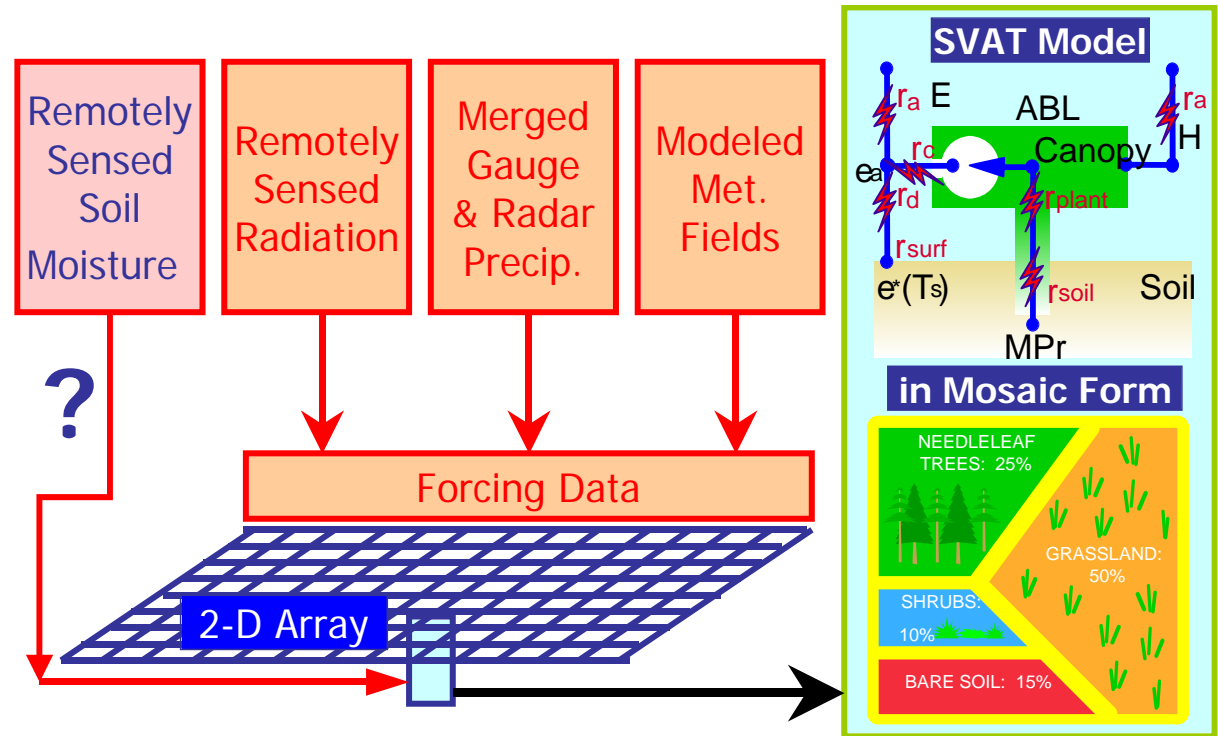 Remotely
Sensed
Soil
Moisture
Remotely
Sensed
Radiation
Merged
Gauge
& Radar
Precip.
Modeled
Met.
Fields
?
Forcing Data
2-D Array
SVAT Model
ra E
ABL
ra
H
rc
Canopy
ea
rd
rplant
rsurf
e*(Ts)
rsoil
Soil
MPr
in Mosaic Form
NEEDLELEAF
TREES: 25%
GRASSLAND:
50%
SHRUBS:
10%
BARE SOIL: 15%